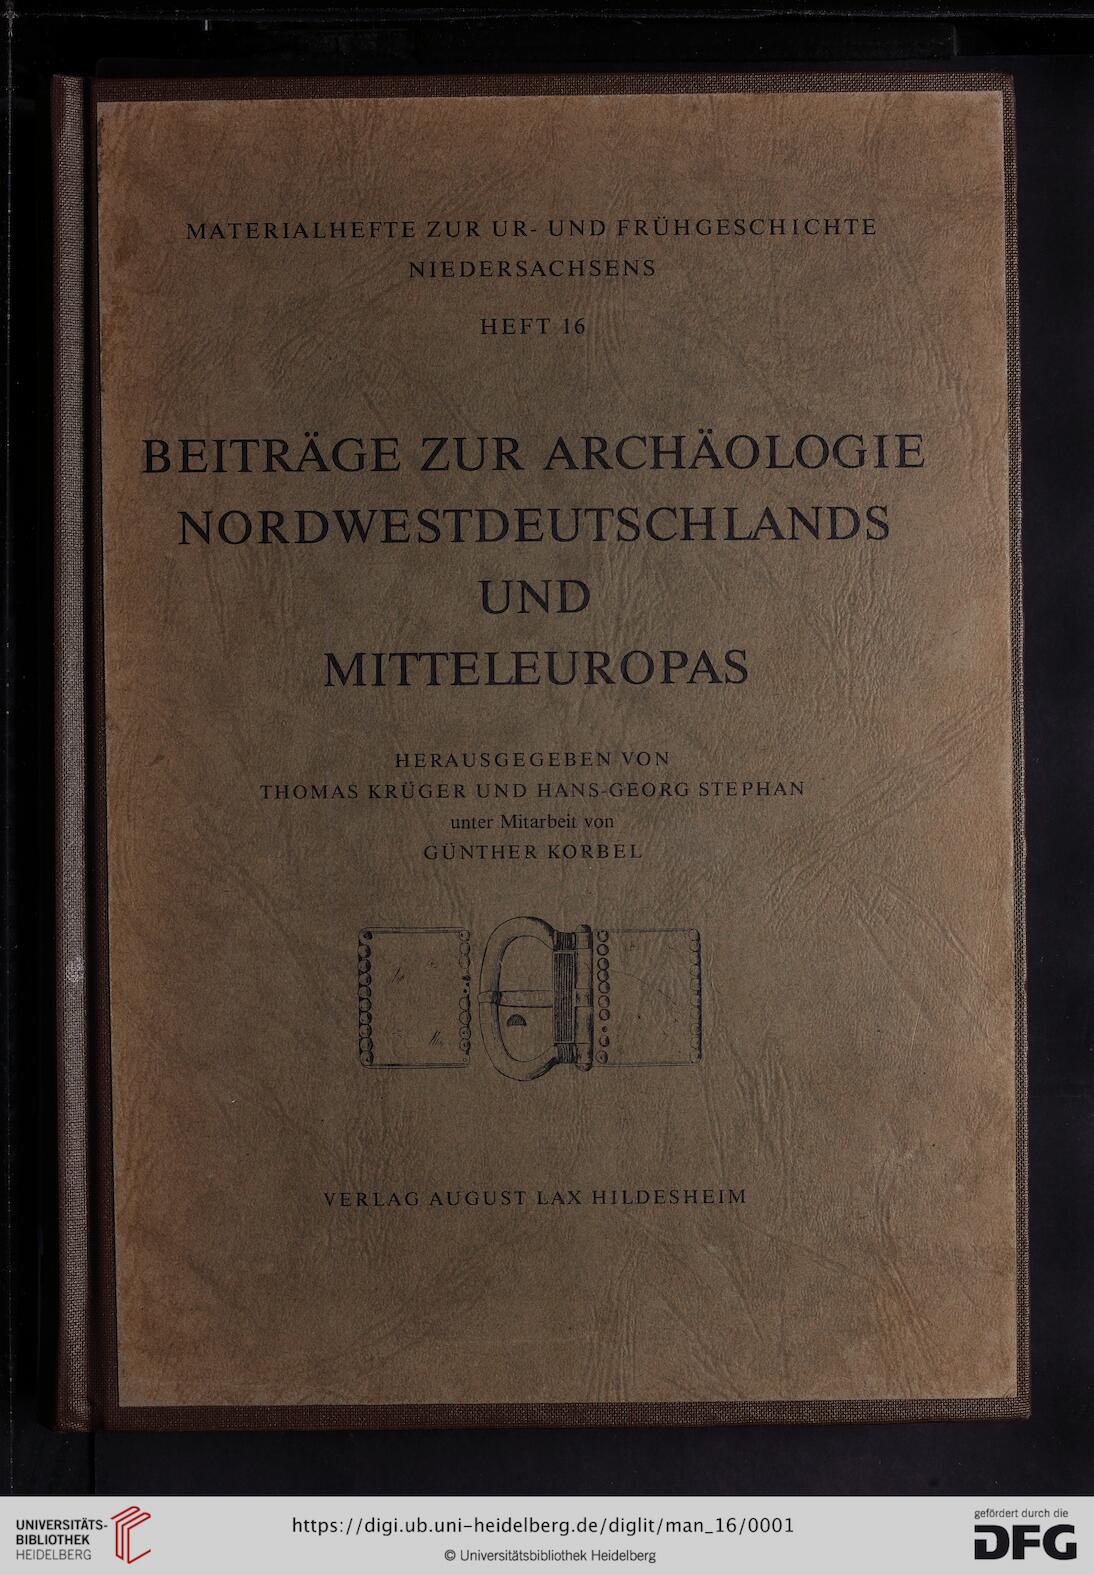 MATERIALHEFTE ZUR UR- UND FRÜHGESCHICHTE
NIEDERSACHSENS
HEFT 16
BEITRÄGE ZUR ARCHÄOLOGIE
NORDWESTDEUTSCHLANDS
UND
MITTELEUROPAS
HERAUSGEGEBEN VON
THOMAS KRÜGER UND HANS-GEORG STEPHAN
unter Mitarbeit von
GÜNTHER KORBEL
VERLAG AUGUST LAX HILDESHEIM
UNIVERSITÄTS-
BIBLIOTHEK
HEIDELBERG
https://digi.ub.uni-heidelberg.de/diglit/man_16/0001
© Universitätsbibliothek Heidelberg
gefördert durch die
DFG